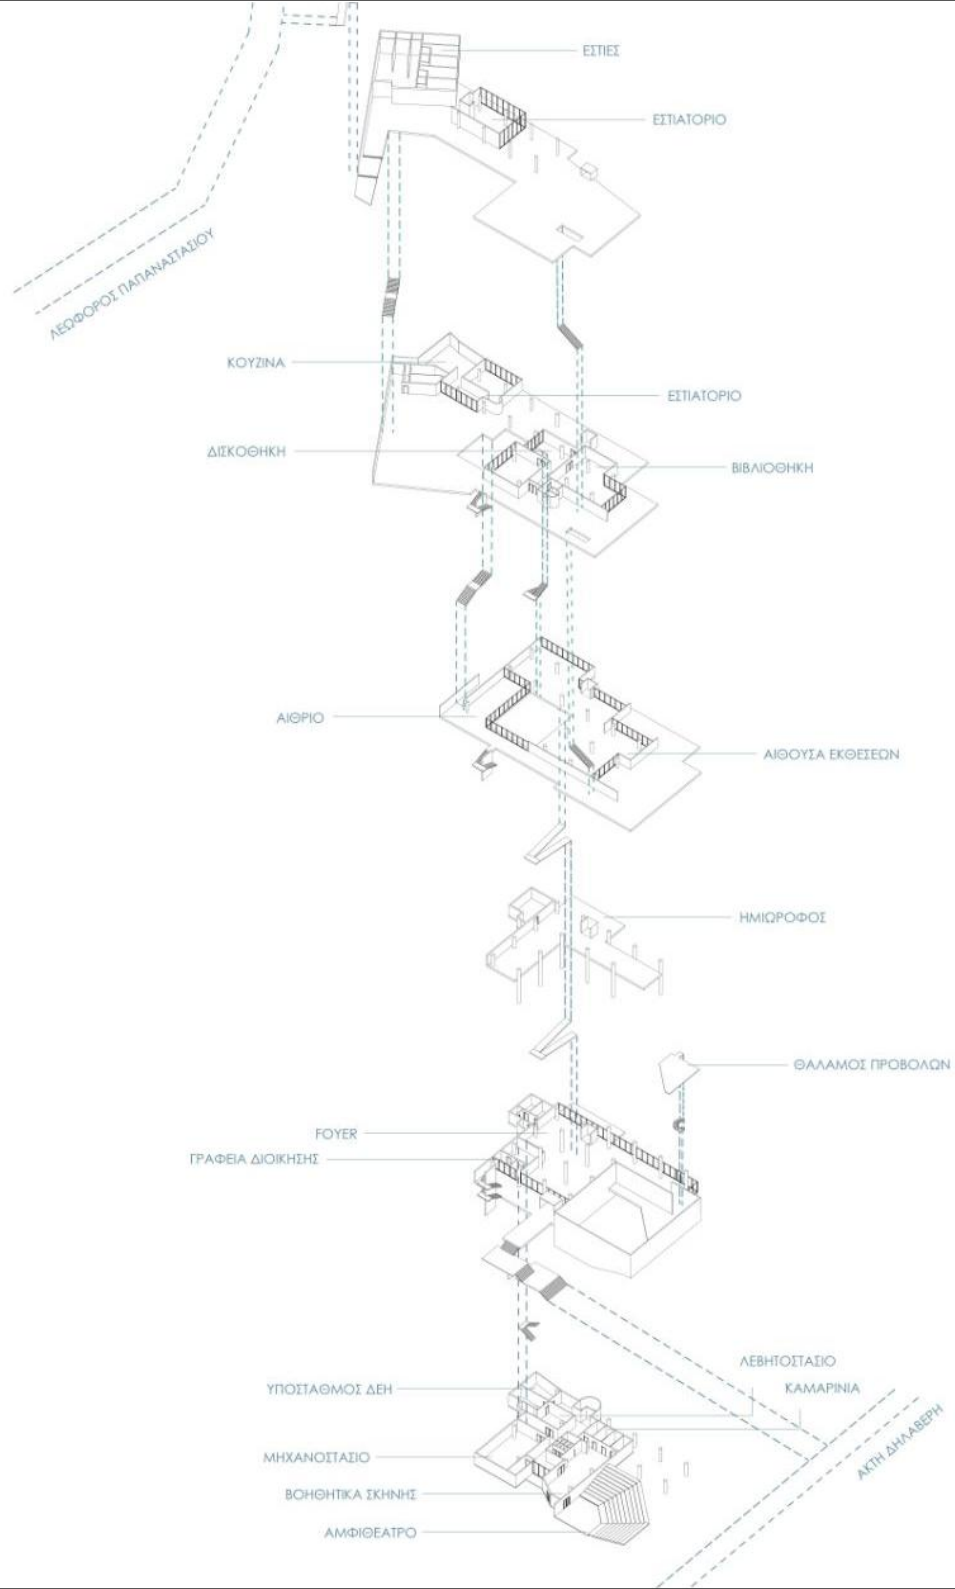 ΕΣΤΙΕΣ
ΕΣΤΙΑΤΟΡΙΟ
ΛΕΩΦΟΡΟΣ ΠΑΠΑΝΑΣΤΑΣΙΟΥ
ΚΟΥΖΙΝΑ
ΕΣΤΙΑΤΟΡΙΟ
ΔΙΣΚΟΘΗΚΗ
ΒΙΒΛΙΟΘΗΚΗ
ΑΙΘΡΙΟ
ΑΙΘΟΥΣΑ ΕΚΘΕΣΕΩΝ
ΗΜΙΩΡΟΦΟΣ
ΘΑΛΑΜΟΣ ΠΡΟΒΟΛΩΝ
FOYER
ΓΡΑΦΕΙΑ ΔΙΟΙΚΗΣΗΣ
ΛΕΒΗΤΟΣΤΑΣΙΟ
ΥΠΟΣΤΑΘΜΟΣ ΔΕΗ
ΚΑΜΑΡΙΝΙΑ
ΑΚΤΗ ΔΗΛΑΒΕΡΗ
ΜΗΧΑΝΟΣΤΑΣΙΟ
ΒΟΗΘΗΤΙΚΑ ΣΚΗΝΗΣ
ΑΜΦΙΘΕΑΤΡΟ